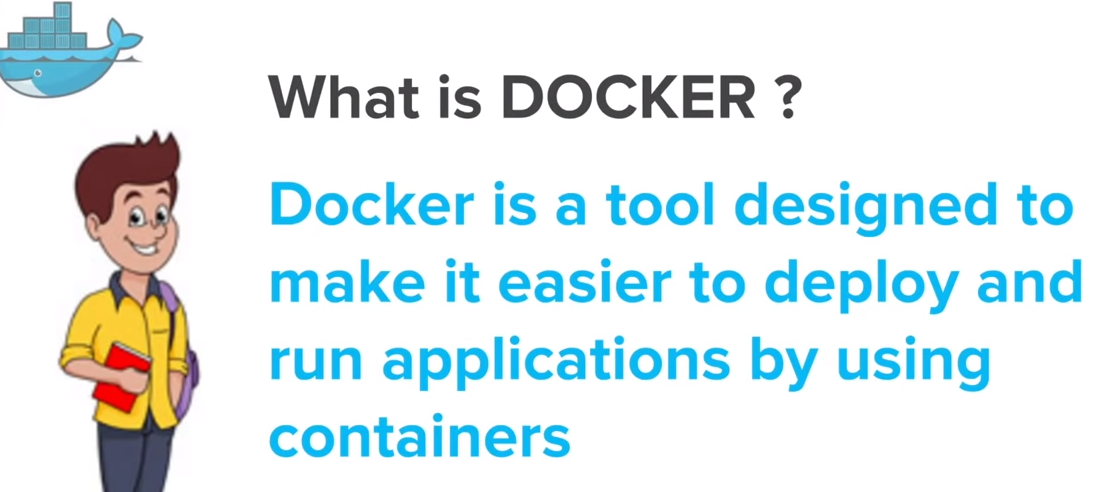 What is DOCKER ?
Docker is a tool designed to
make it easier to deploy and
run applications by using
containers